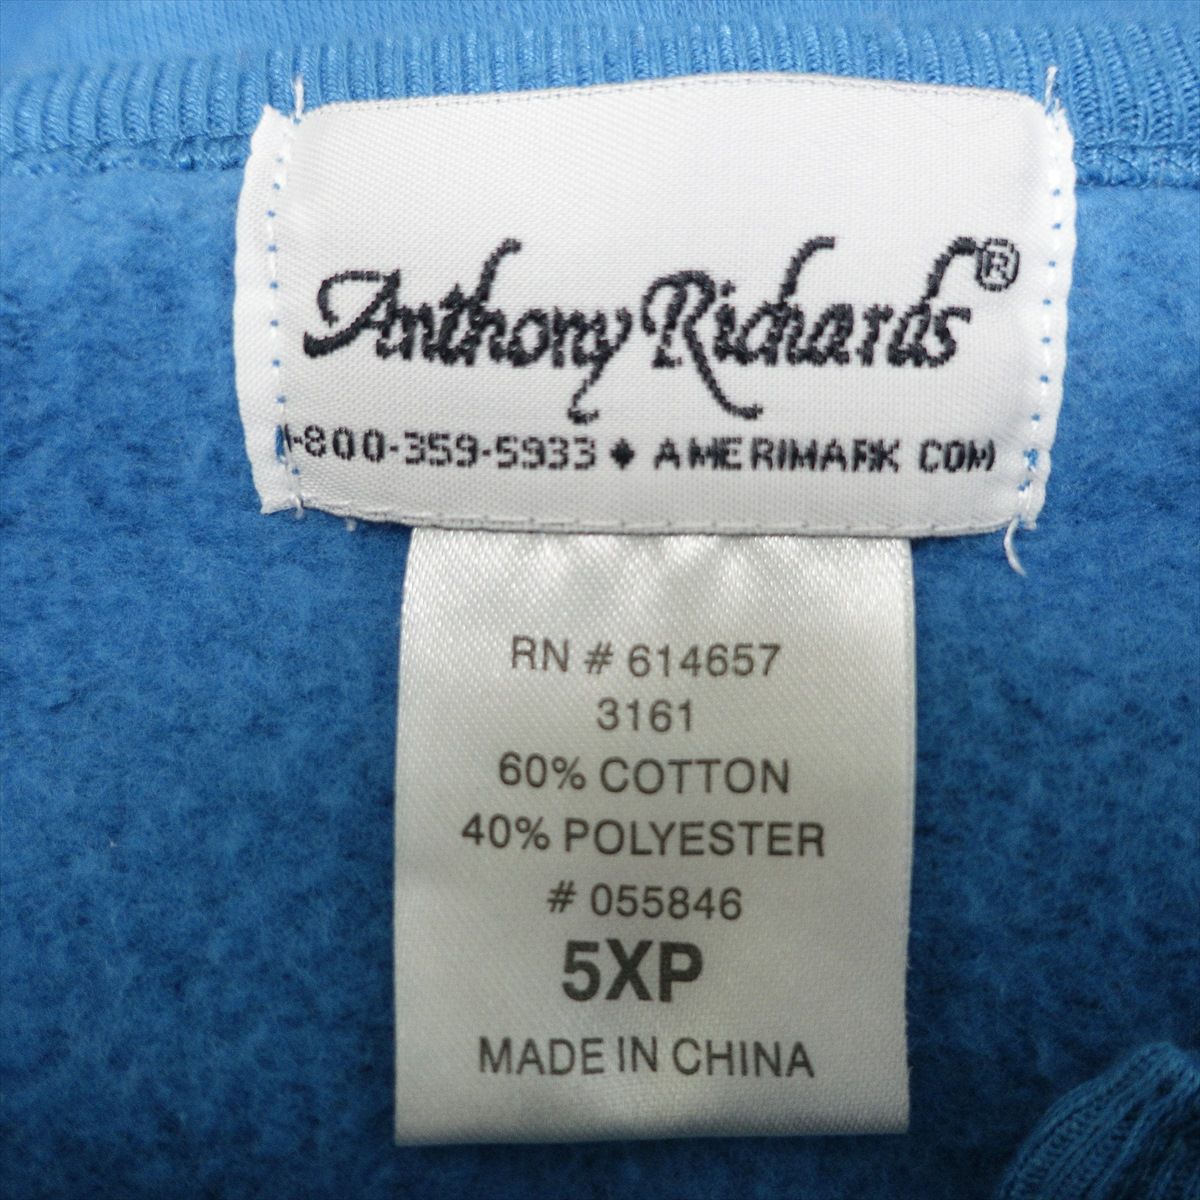 Anthony Richards®
1-800-359-5933 ♦ AMERIMARK.COM
RN # 614657
3161
60% COTTON
40% POLYESTER
# 055846
5XP
MADE IN CHINA